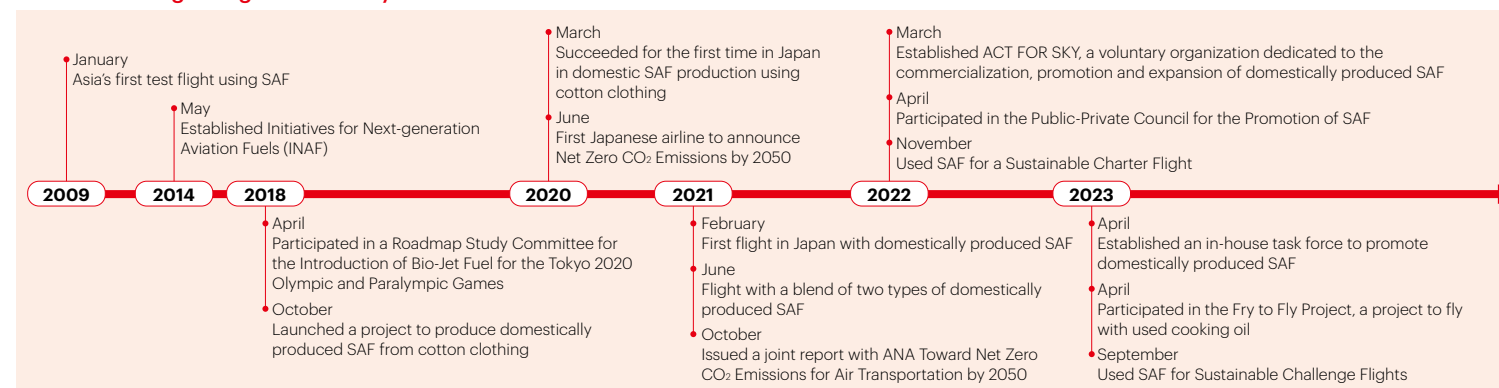 January
Asia's first test flight using SAF
May
Established Initiatives for Next-generation
Aviation Fuels (INAF)
March
Succeeded for the first time in Japan
in domestic SAF production using
cotton clothing
June
First Japanese airline to announce
Net Zero CO2 Emissions by 2050
March
Established ACT FOR SKY, a voluntary organization dedicated to the
commercialization, promotion and expansion of domestically produced SAF
April
Participated in the Public-Private Council for the Promotion of SAF
November
Used SAF for a Sustainable Charter Flight
2009
2014
2018
2020
2021
2022
2023
April
Participated in a Roadmap Study Committee for
the Introduction of Bio-Jet Fuel for the Tokyo 2020
Olympic and Paralympic Games
October
Launched a project to produce domestically
produced SAF from cotton clothing
February
First flight in Japan with domestically produced SAF
June
Flight with a blend of two types of domestically
produced SAF
October
Issued a joint report with ANA Toward Net Zero
CO2 Emissions for Air Transportation by 2050
April
Established an in-house task force to promote
domestically produced SAF
April
Participated in the Fry to Fly Project, a project to fly
with used cooking oil
September
Used SAF for Sustainable Challenge Flights